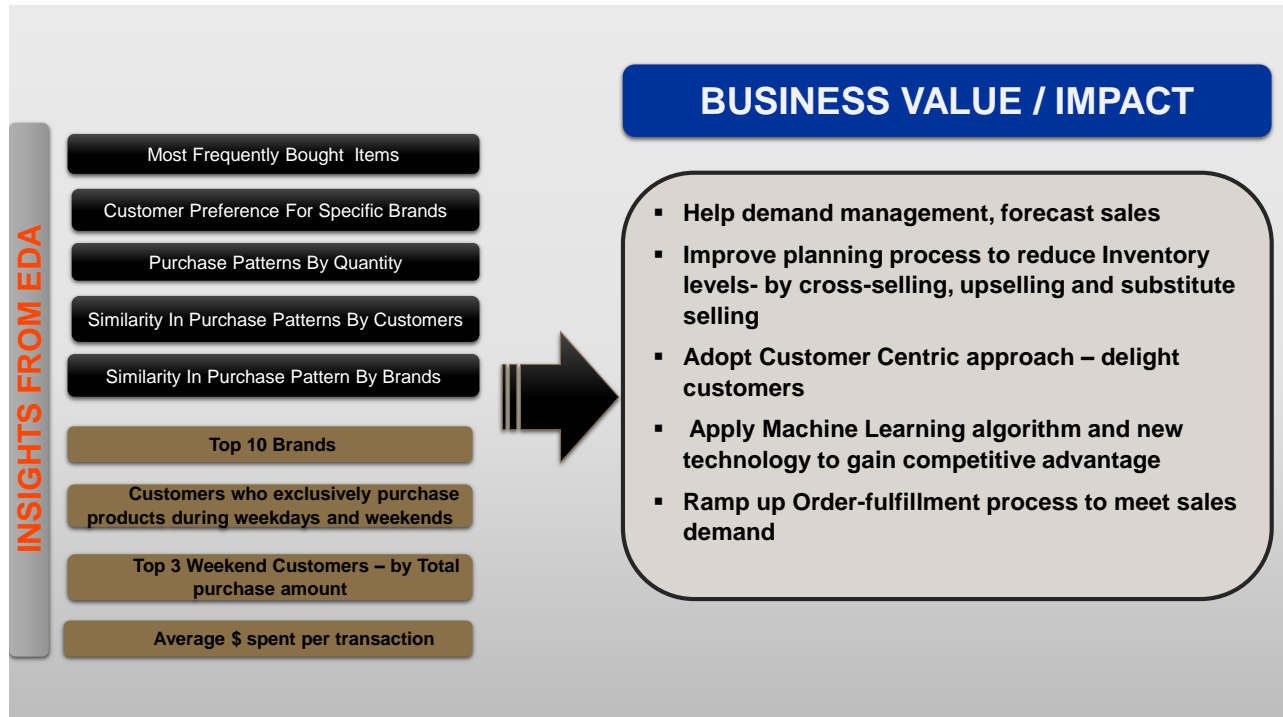 INSIGHTS FROM EDA
Most Frequently Bought Items
Customer Preference For Specific Brands
Purchase Patterns By Quantity
Similarity In Purchase Patterns By Customers
Similarity In Purchase Pattern By Brands
Top 10 Brands
Customers who exclusively purchase
products during weekdays and weekends
Top 3 Weekend Customers – by Total
purchase amount
Average $ spent per transaction
BUSINESS VALUE / IMPACT
▪ Help demand management, forecast sales
▪ Improve planning process to reduce Inventory
levels- by cross-selling, upselling and substitute
selling
▪ Adopt Customer Centric approach – delight
customers
▪ Apply Machine Learning algorithm and new
technology to gain competitive advantage
▪ Ramp up Order-fulfillment process to meet sales
demand